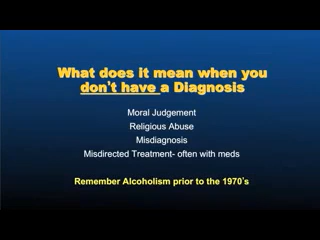 What does it mean when you
don't have a Diagnosis
Moral Judgement
Religious Abuse
Misdiagnosis
Misdirected Treatment- often with meds
Remember Alcoholism prior to the 1970's